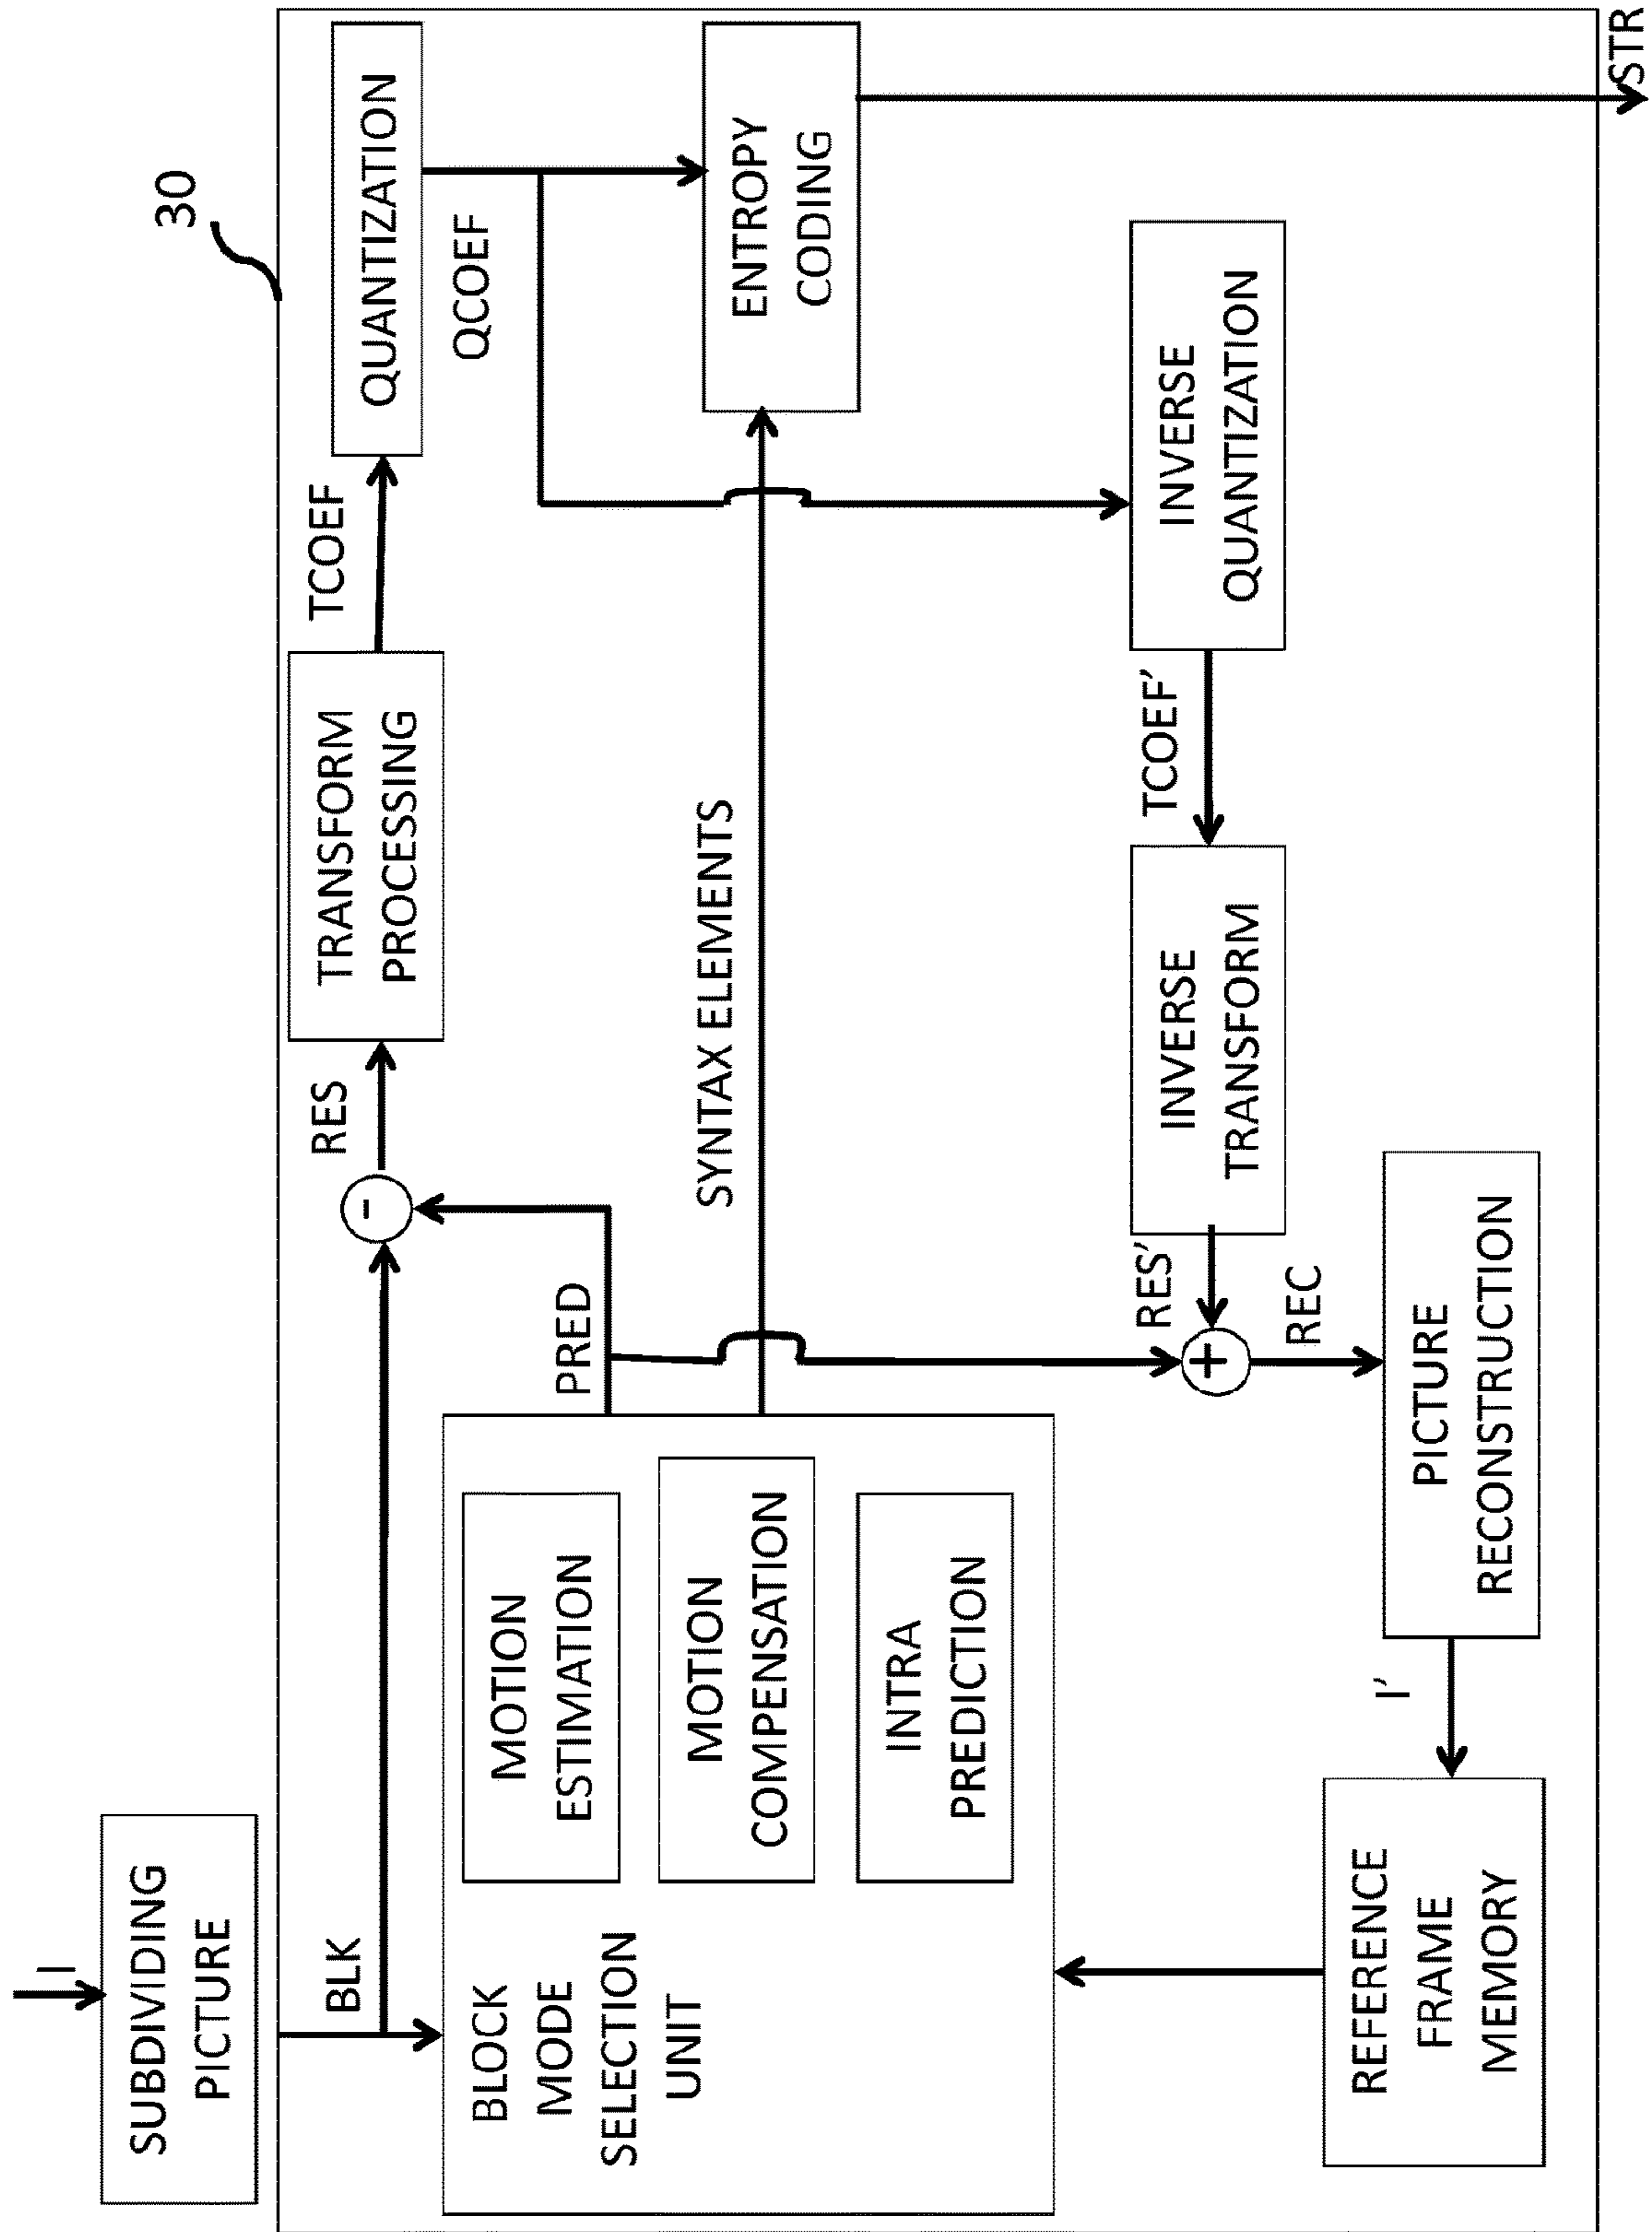 30
I
SUBDIVIDING
PICTURE
BLK
BLOCK
MODE
SELECTION
UNIT
MOTION
ESTIMATION
MOTION
COMPENSATION
INTRA
PREDICTION
PRED
-
RES
TRANSFORM
PROCESSING
TCOEF
QUANTIZATION
QCOEF
SYNTAX ELEMENTS
ENTROPY
CODING
STR
INVERSE
QUANTIZATION
TCOEF'
INVERSE
TRANSFORM
RES'
+
REC
PICTURE
RECONSTRUCTION
I'
REFERENCE
FRAME
MEMORY